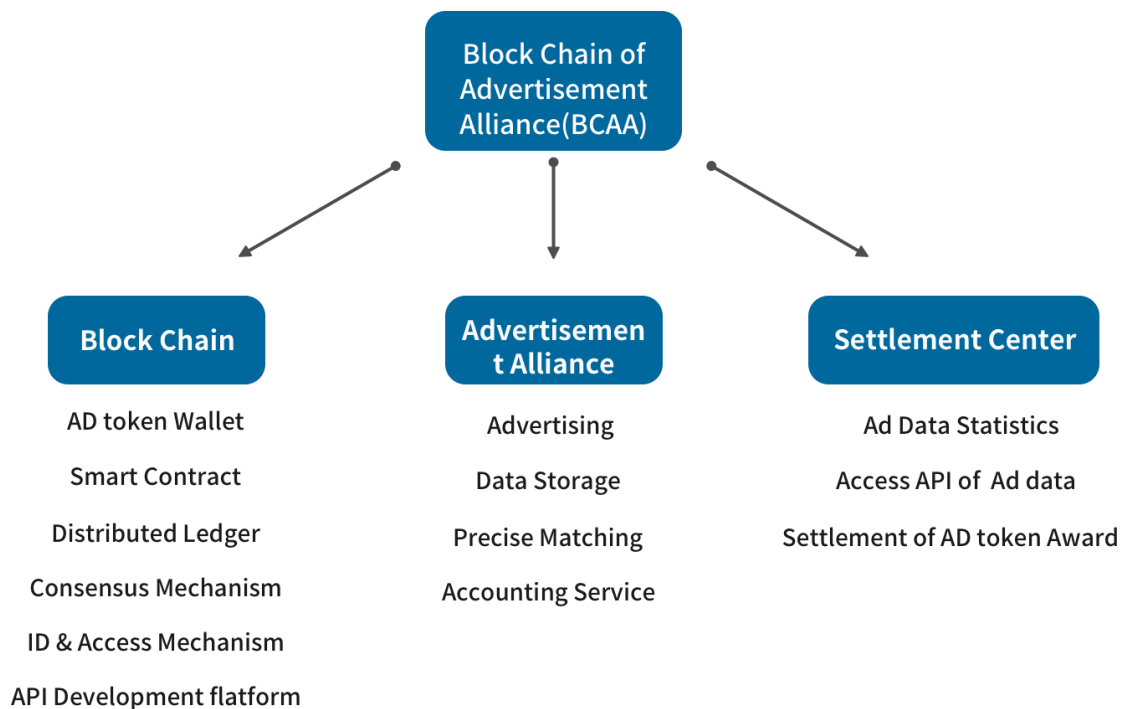 Block Chain of
Advertisement
Alliance(BCAA)
Block Chain
AD token Wallet
Smart Contract
Distributed Ledger
Consensus Mechanism
ID & Access Mechanism
API Development flatform
Advertisemen
t Alliance
Advertising
Data Storage
Precise Matching
Accounting Service
Settlement Center
Ad Data Statistics
Access API of Ad data
Settlement of AD token Award